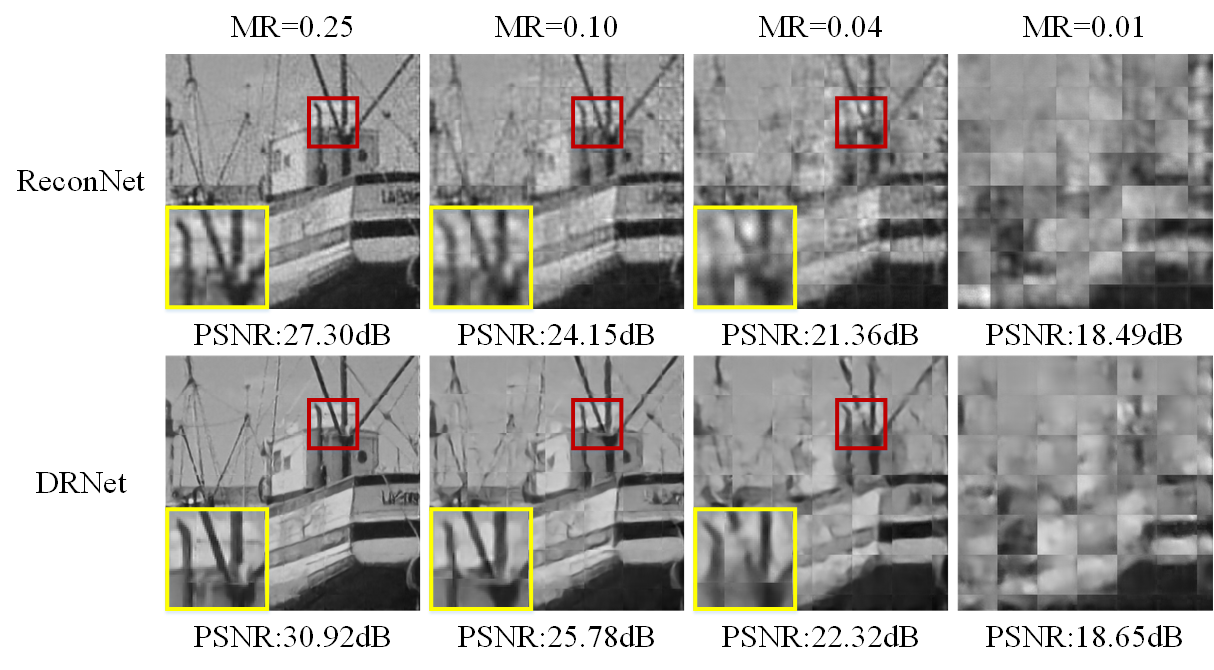 MR=0.25 MR=0.10 MR=0.04 MR=0.01
ReconNet
PSNR:27.30dB PSNR:24.15dB PSNR:21.36dB PSNR:18.49dB
DRNet
PSNR:30.92dB PSNR:25.78dB PSNR:22.32dB PSNR:18.65dB